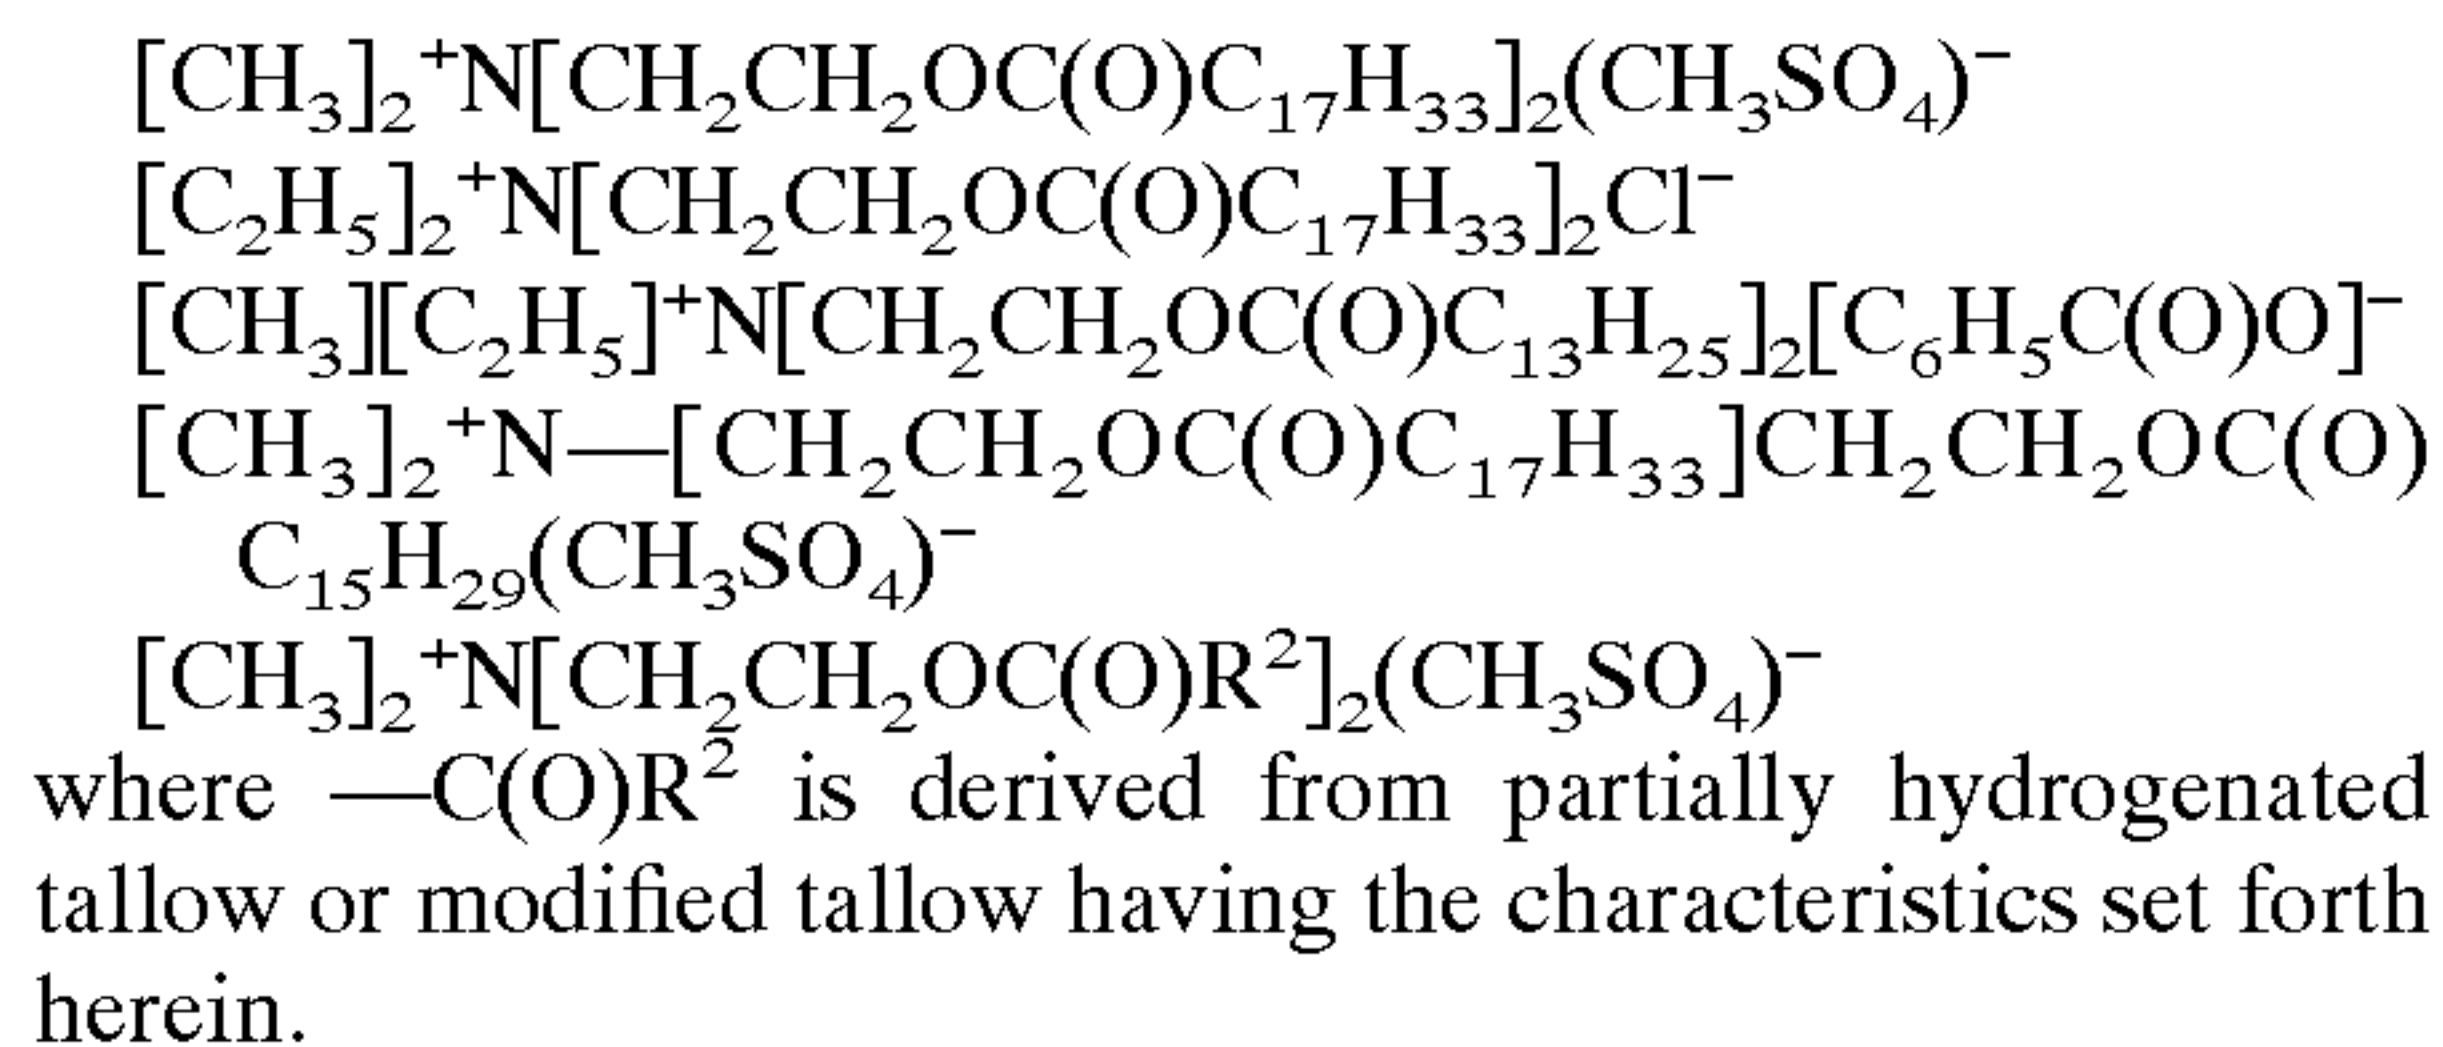 [CH₃]₂⁺N[CH₂CH₂OC(O)C₁₇H₃₃]₂(CH₃SO₄)⁻
[C₂H₅]₂⁺N[CH₂CH₂OC(O)C₁₇H₃₃]₂Cl⁻
[CH₃][C₂H₅]⁺N[CH₂CH₂OC(O)C₁₃H₂₅]₂[C₆H₅C(O)O]⁻
[CH₃]₂⁺N—[CH₂CH₂OC(O)C₁₇H₃₃]CH₂CH₂OC(O)
C₁₅H₂₉(CH₃SO₄)⁻
[CH₃]₂⁺N[CH₂CH₂OC(O)R²]₂(CH₃SO₄)⁻
where —C(O)R² is derived from partially hydrogenated
tallow or modified tallow having the characteristics set forth
herein.